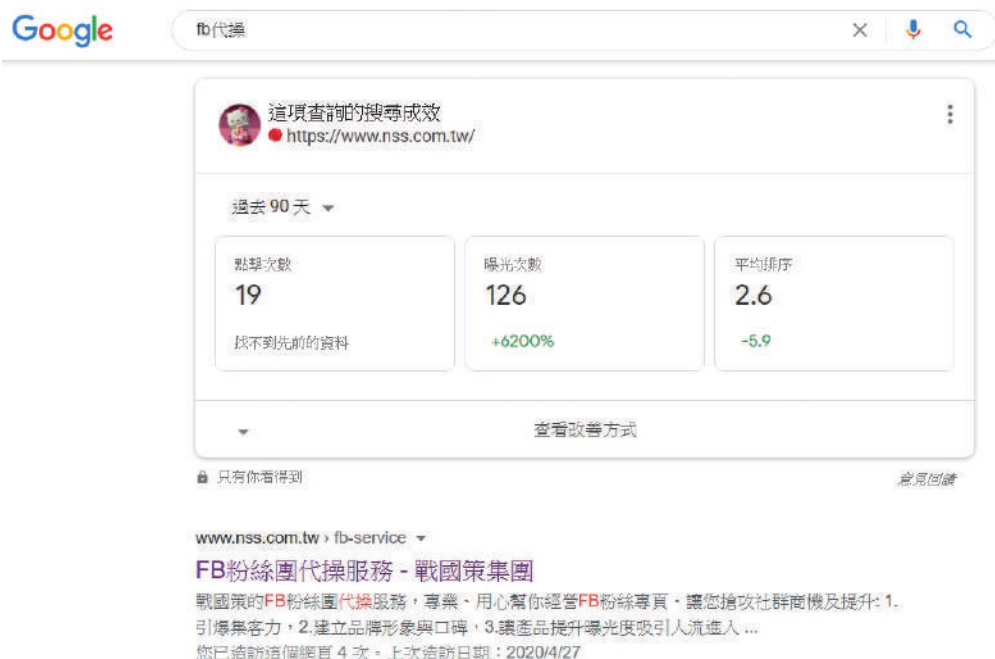 Google
fb代操
這項查詢的搜尋成效
https://www.nss.com.tw/
過去 90 天
點擊次數
19
找不到先前的資料
曝光次數
126
+6200%
平均排序
2.6
-5.9
查看改善方式
只有你看得到
意見回饋
www.nss.com.tw › fb-service
FB粉絲團代操服務 - 戰國策集團
戰國策的FB粉絲團代操服務，專業、用心幫你經營FB粉絲專頁。讓您搶攻社群商機及提升: 1.
引爆集客力，2.建立品牌形象與口碑，3.讓產品提升曝光度吸引人流進入 ...
您已造訪這個網頁 4 次。上次造訪日期：2020/4/27